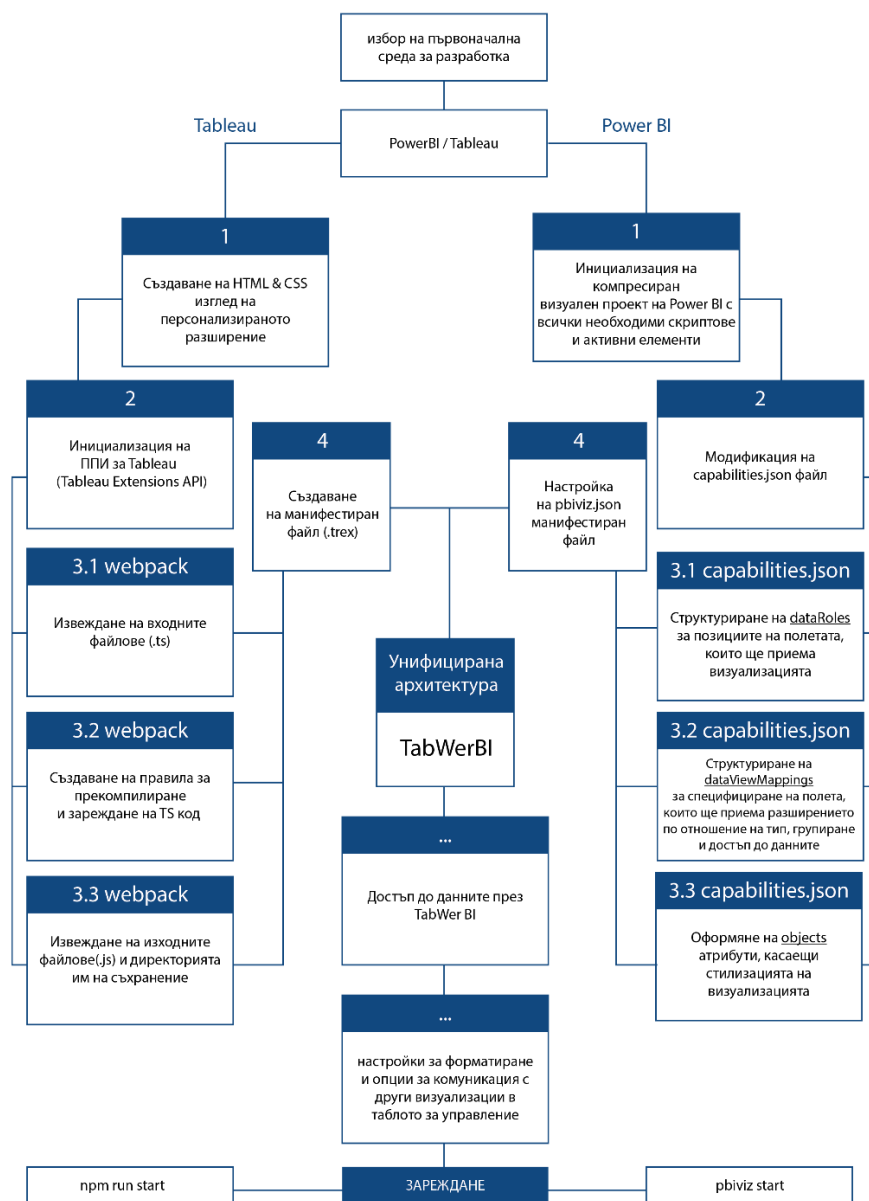 избор на първоначална
среда за разработка
Tableau
Power BI
PowerBI / Tableau
1
Създаване на HTML & CSS
изглед на
персонализираното
разширение
1
Инициализация на
компресиран
визуален проект на Power BI с
всички необходими скриптове
и активни елементи
2
Инициализация на
ППИ за Tableau
(Tableau Extensions API)
4
Създаване
на манифестиран
файл (.trex)
4
Настройка
на pbiviz.json
манифестиран
файл
2
Модификация на
capabilities.json файл
3.1 webpack
Извеждане на входните
файлове (.ts)
3.1 capabilities.json
Структуриране на dataRoles
за позициите на полетата,
които ще приема
визуализацията
Унифицирана
архитектура
TabWerBI
3.2 webpack
Създаване на правила за
прекомпилиране
и зареждане на TS код
3.2 capabilities.json
Структуриране на
dataViewMappings
за специфициране на полета,
които ще приема разширението
по отношение на тип, групиране
и достъп до данните
...
Достъп до данните през
TabWer BI
3.3 webpack
Извеждане на изходните
файлове(.js) и директорията
им на съхранение
3.3 capabilities.json
Оформяне на objects
атрибути, касаещи
стилизацията на
визуализацията
...
настройки за форматиране
и опции за комуникация с
други визуализации в
таблото за управление
npm run start
ЗАРЕЖДАНЕ
pbiviz start